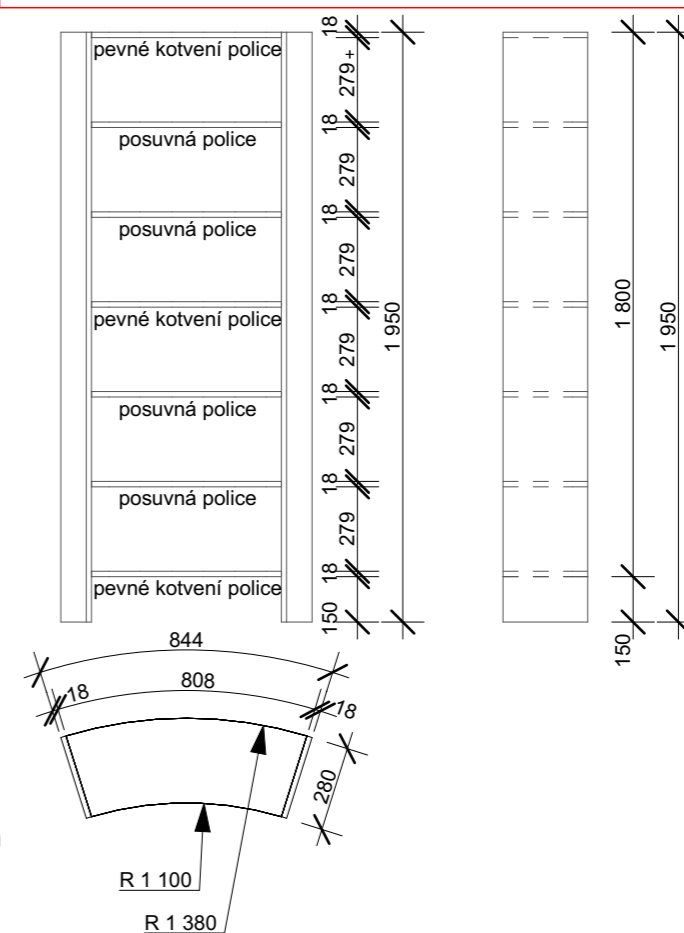 pevné kotvení police
posuvná police
posuvná police
pevné kotvení police
posuvná police
posuvná police
pevné kotvení police
18
279+
18
279
18
279
18
279
18
279
18
279
18
150
1 950
1 800
150
1 950
844
18
808
18
280
R 1 100
R 1 380